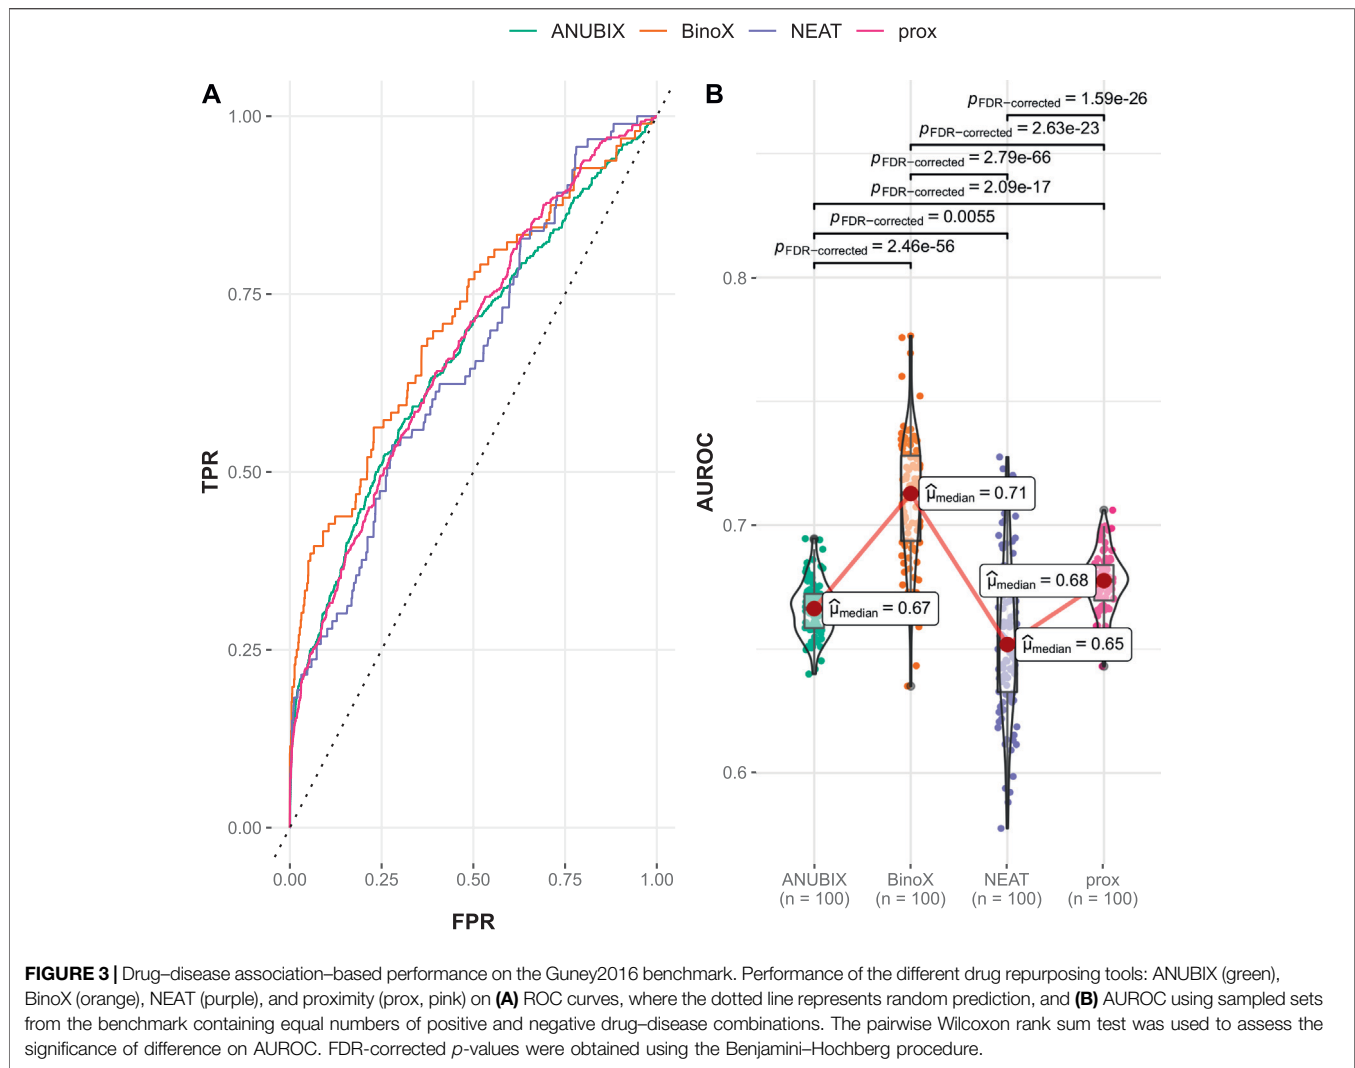 ANUBIX BinoX NEAT prox
A
1.00
0.75
0.50
0.25
0.00
TPR
0.00 0.25 0.50 0.75 1.00
FPR
B
pFDR−corrected = 1.59e-26
pFDR−corrected = 2.63e-23
pFDR−corrected = 2.79e-66
pFDR−corrected = 2.09e-17
pFDR−corrected = 0.0055
pFDR−corrected = 2.46e-56
0.8
0.7
0.6
AUROC
μ̂median = 0.71
μ̂median = 0.68
μ̂median = 0.67
μ̂median = 0.65
ANUBIX BinoX NEAT prox
(n = 100) (n = 100) (n = 100) (n = 100)
FIGURE 3 | Drug–disease association–based performance on the Guney2016 benchmark. Performance of the different drug repurposing tools: ANUBIX (green),
BinoX (orange), NEAT (purple), and proximity (prox, pink) on (A) ROC curves, where the dotted line represents random prediction, and (B) AUROC using sampled sets
from the benchmark containing equal numbers of positive and negative drug–disease combinations. The pairwise Wilcoxon rank sum test was used to assess the
significance of difference on AUROC. FDR-corrected p-values were obtained using the Benjamini–Hochberg procedure.